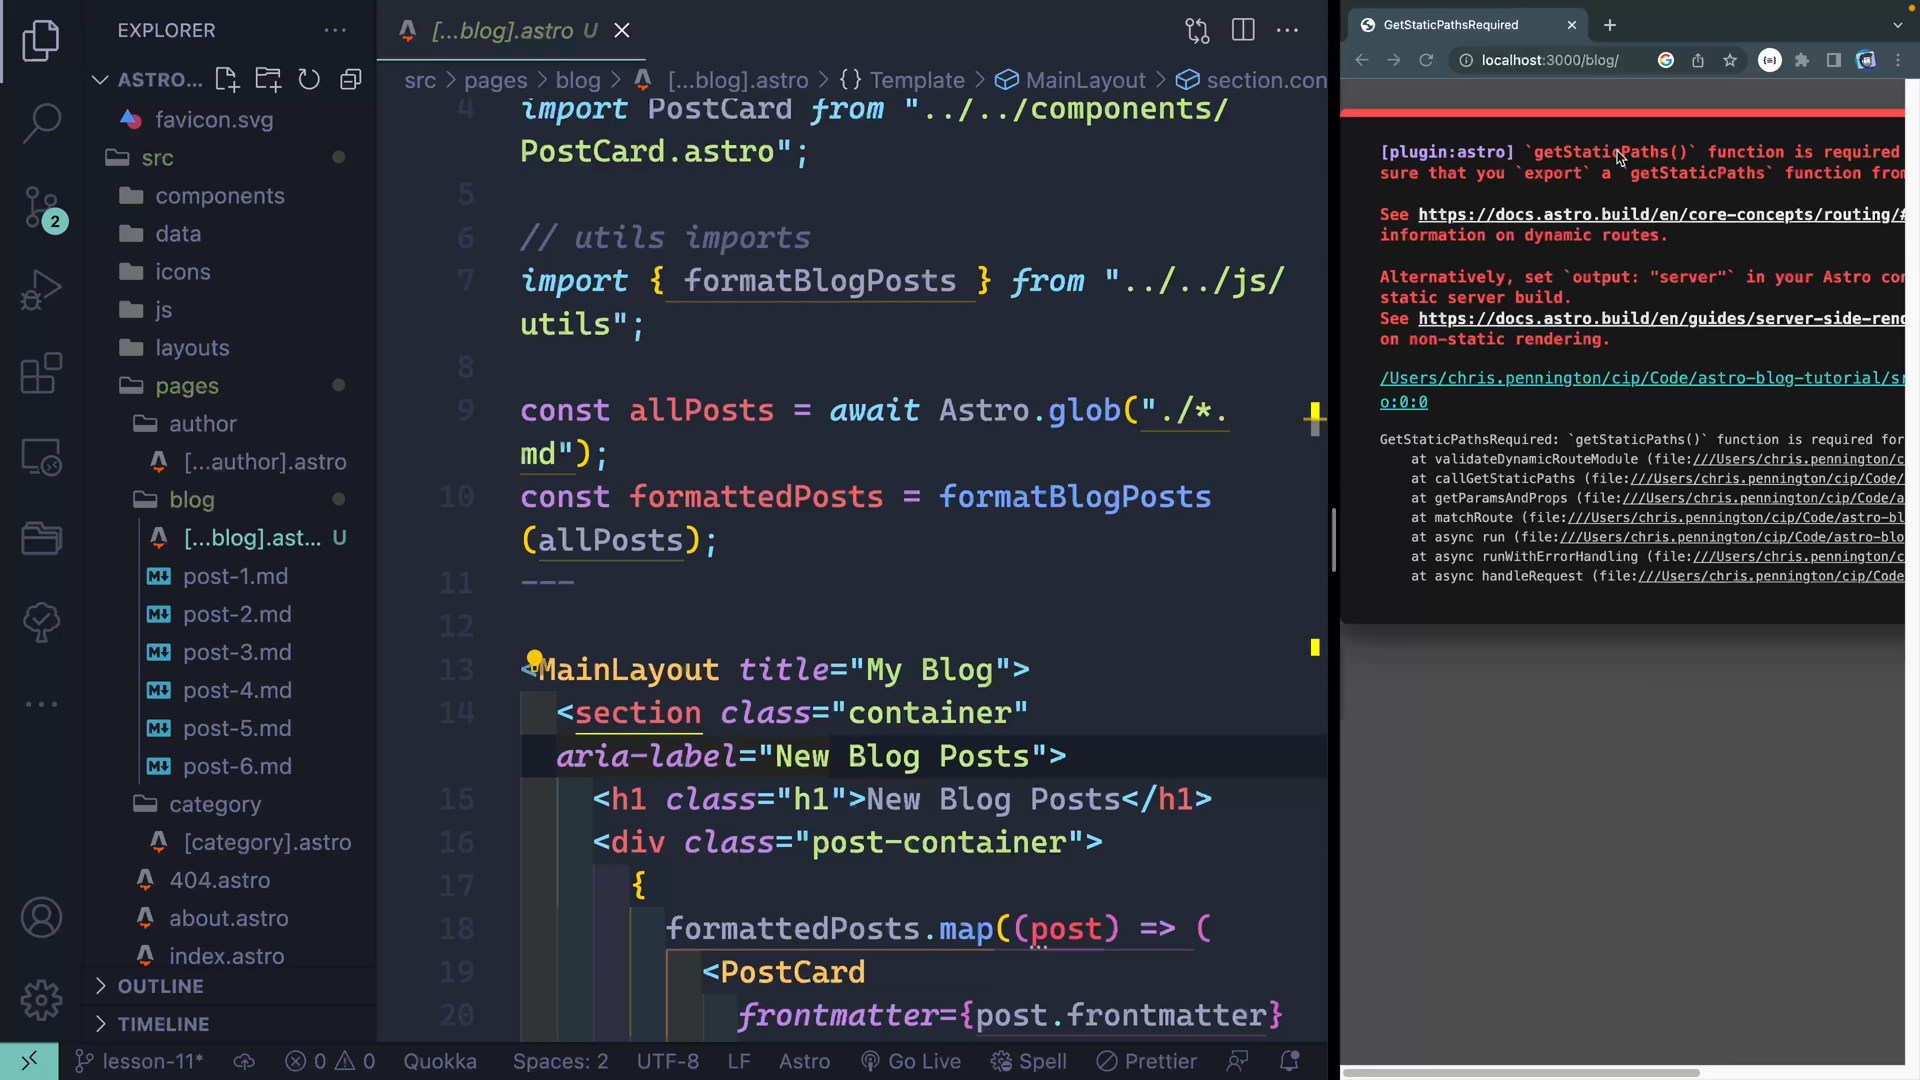 EXPLORER
ASTRO...
favicon.svg
src
components
data
icons
js
layouts
pages
author
[...author].astro
blog
[...blog].ast... U
post-1.md
post-2.md
post-3.md
post-4.md
post-5.md
post-6.md
category
[category].astro
404.astro
about.astro
index.astro
OUTLINE
TIMELINE
2
[...blog].astro U
src > pages > blog > [...blog].astro > {} Template > MainLayout > section.con
4 import PostCard from "../../components/
PostCard.astro";
5
6 // utils imports
7 import { formatBlogPosts } from "../../js/
utils";
8
9 const allPosts = await Astro.glob("./*.
md");
10 const formattedPosts = formatBlogPosts
(allPosts);
11 ---
12
13 <MainLayout title="My Blog">
14 <section class="container"
aria-label="New Blog Posts">
15 <h1 class="h1">New Blog Posts</h1>
16 <div class="post-container">
17 {
18 formattedPosts.map((post) => (
19 <PostCard
20 frontmatter={post.frontmatter}
lesson-11* 0 0 Quokka Spaces: 2 UTF-8 LF Astro Go Live Spell Prettier
GetStaticPathsRequired
localhost:3000/blog/
[plugin:astro] `getStaticPaths()` function is required
sure that you `export` a `getStaticPaths` function from
See https://docs.astro.build/en/core-concepts/routing/#
information on dynamic routes.
Alternatively, set `output: "server"` in your Astro co
static server build.
See https://docs.astro.build/en/guides/server-side-ren
on non-static rendering.
/Users/chris.pennington/cip/Code/astro-blog-tutorial/sr
o:0:0
GetStaticPathsRequired: `getStaticPaths()` function is required for
at validateDynamicRouteModule (file:///Users/chris.pennington/c
at callGetStaticPaths (file:///Users/chris.pennington/cip/Code/
at getParamsAndProps (file:///Users/chris.pennington/cip/Code/a
at matchRoute (file:///Users/chris.pennington/cip/Code/astro-bl
at async run (file:///Users/chris.pennington/cip/Code/astro-blo
at async runWithErrorHandling (file:///Users/chris.pennington/c
at async handleRequest (file:///Users/chris.pennington/cip/Code